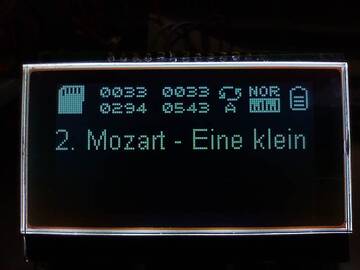 0033 0033 NOR
0294 0543 A
2. Mozart - Eine klein